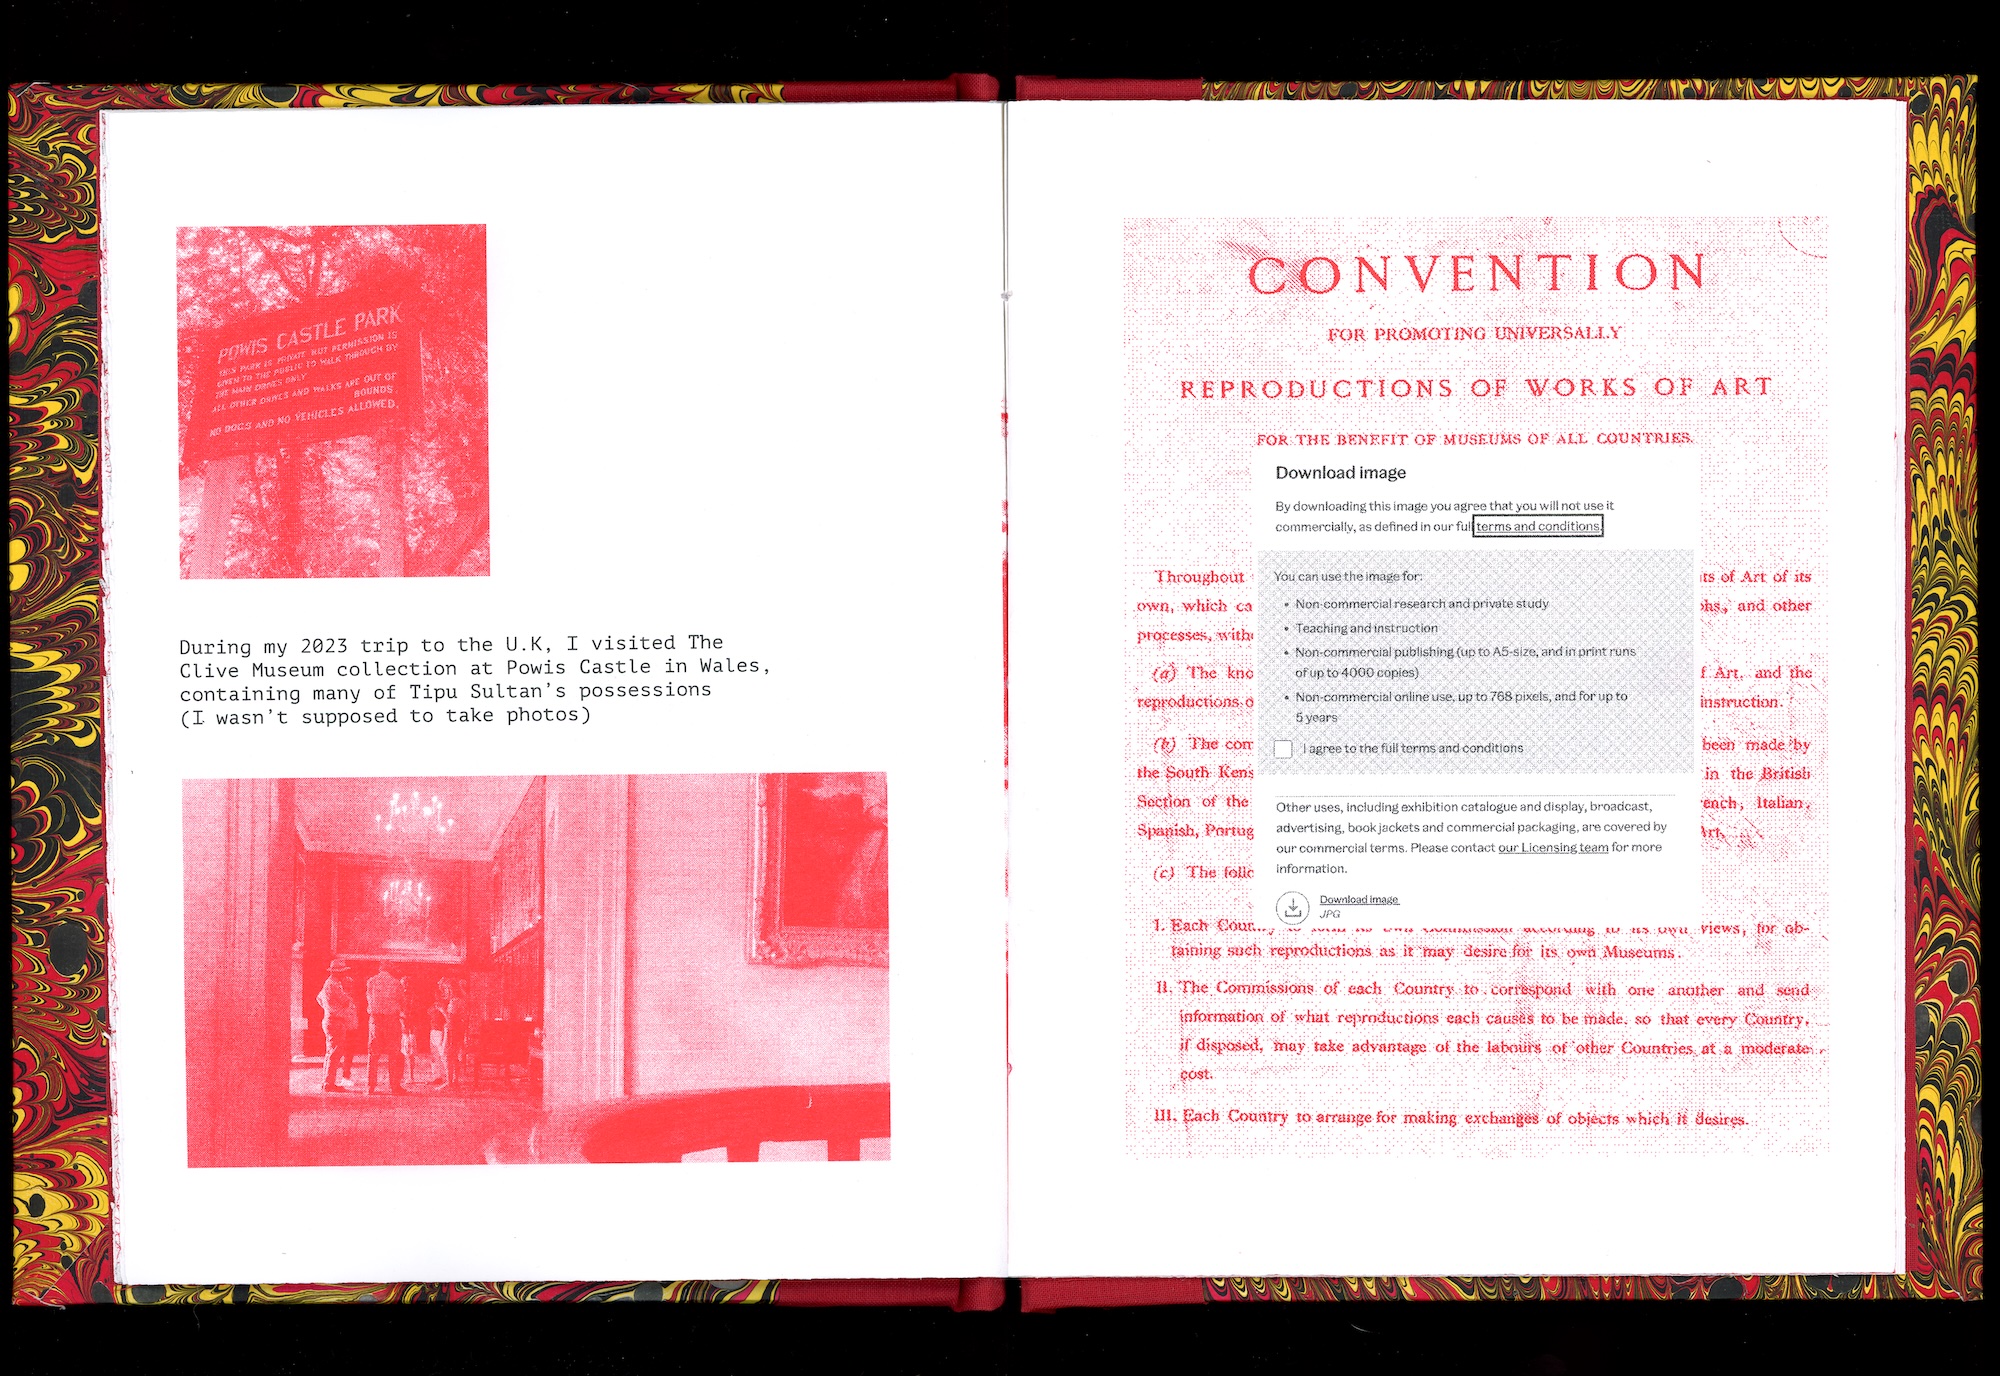 POWIS CASTLE PARK
THIS PARK IS PRIVATE BUT PERMISSION IS
GIVEN TO THE PUBLIC TO WALK THROUGH BY
THE MAIN DRIVES ONLY
ALL OTHER DRIVES AND WALKS ARE OUT OF
BOUNDS
NO DOGS AND NO VEHICLES ALLOWED.
During my 2023 trip to the U.K, I visited The
Clive Museum collection at Powis Castle in Wales,
containing many of Tipu Sultan's possessions
(I wasn't supposed to take photos)
CONVENTION
FOR PROMOTING UNIVERSALLY
REPRODUCTIONS OF WORKS OF ART
FOR THE BENEFIT OF MUSEUMS OF ALL COUNTRIES.
Download image
By downloading this image you agree that you will not use it
commercially, as defined in our full terms and conditions.
You can use the image for:
• Non-commercial research and private study
• Teaching and instruction
• Non-commercial publishing (up to A5-size, and in print runs
of up to 4000 copies)
• Non-commercial online use, up to 768 pixels, and for up to
5 years
I agree to the full terms and conditions
Other uses, including exhibition catalogue and display, broadcast,
advertising, book jackets and commercial packaging, are covered by
our commercial terms. Please contact our Licensing team for more
information.
Download image
JPG
Throughout ts of Art of its
own, which ca phs, and other
processes, with
(a) The kno f Art, and the
reproductions o instruction.
(b) The com been made by
the South Kens in the British
Section of the ench, Italian,
Spanish, Portug Art.
(c) The follo
I. Each Country to form its own Commission according to its own views, for ob-
taining such reproductions as it may desire for its own Museums.
II. The Commissions of each Country to correspond with one another and send
information of what reproductions each causes to be made, so that every Country,
if disposed, may take advantage of the labours of other Countries at a moderate
cost.
III. Each Country to arrange for making exchanges of objects which it desires.